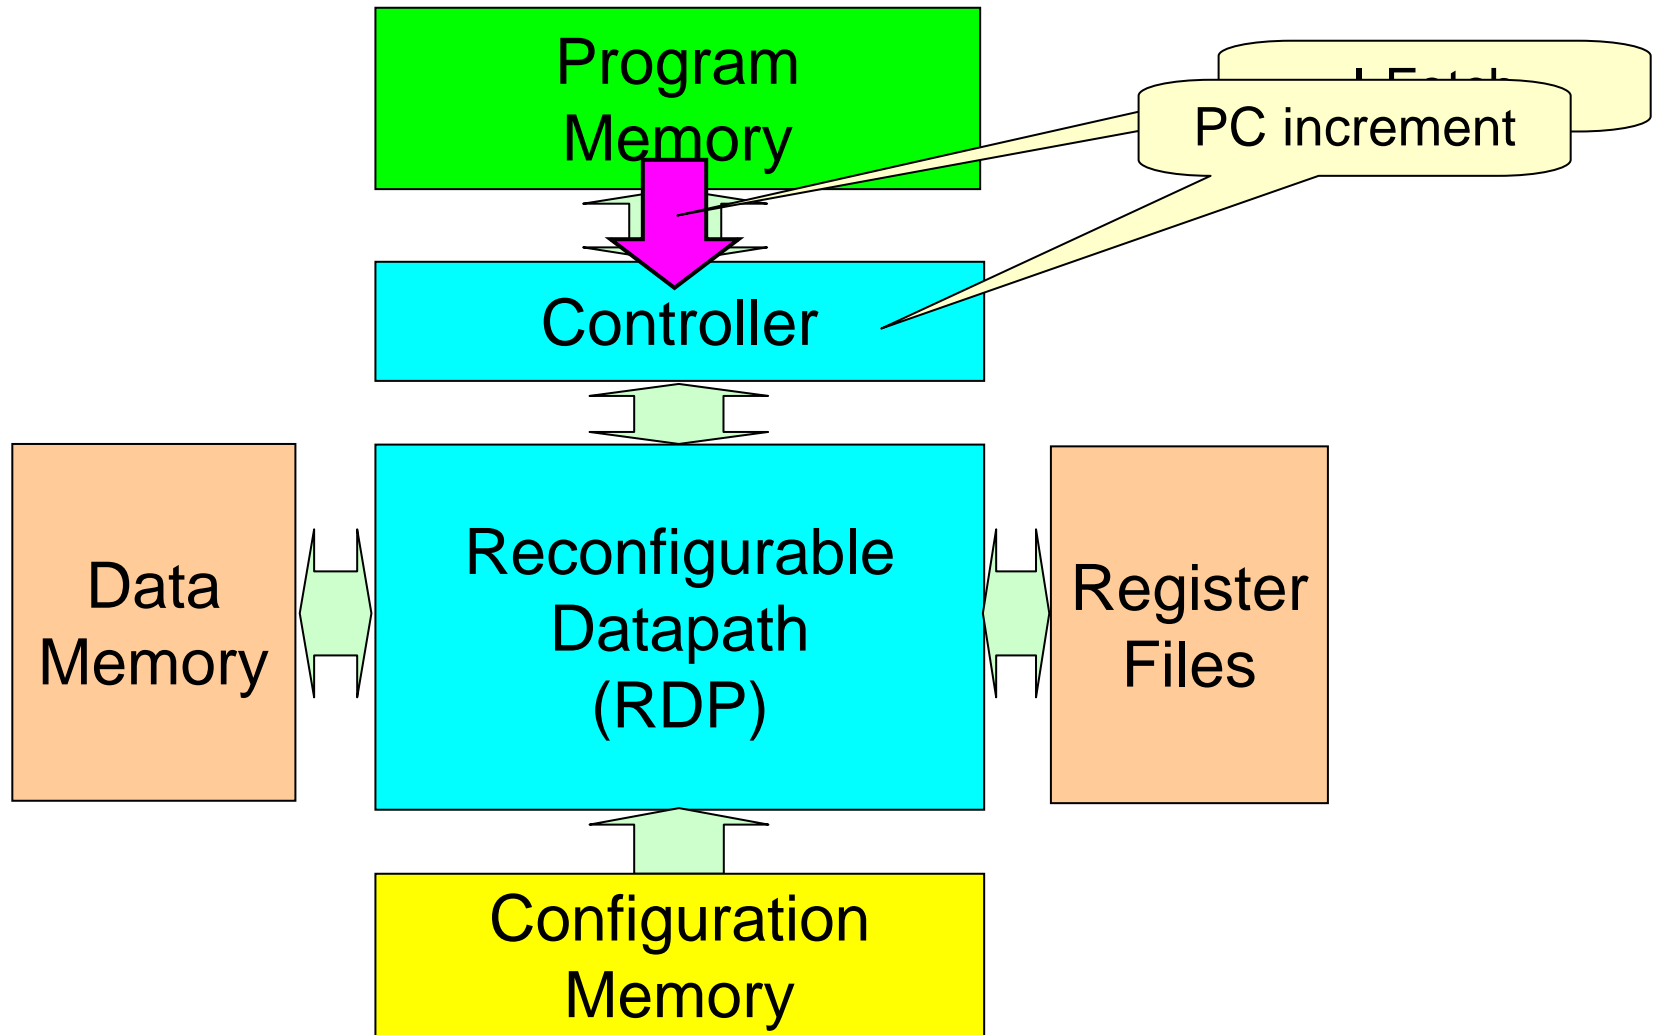 Program
Memory
PC increment
Controller
Data
Memory
Reconfigurable
Datapath
(RDP)
Register
Files
Configuration
Memory